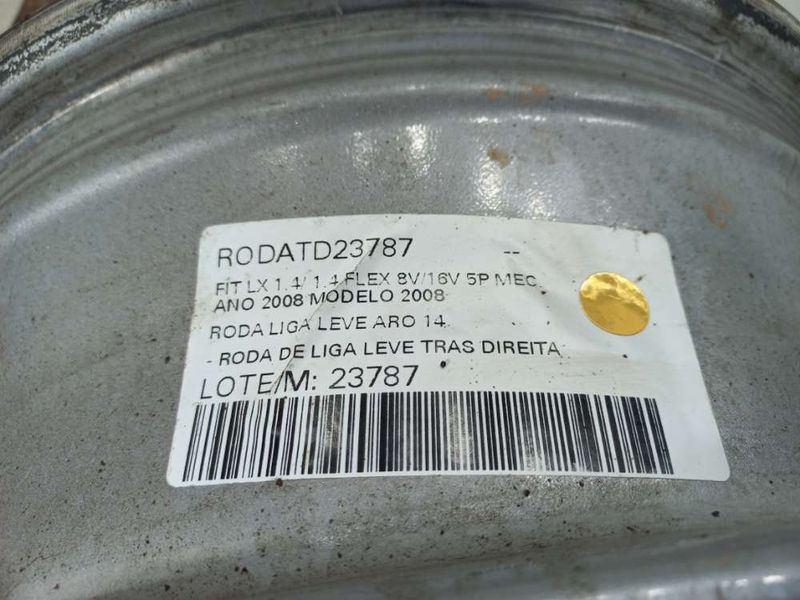 RODATD23787 --
FIT LX 1.4/ 1.4 FLEX 8V/16V 5P MEC.
ANO 2008 MODELO 2008
RODA LIGA LEVE ARO 14
- RODA DE LIGA LEVE TRAS DIREITA
LOTE/M: 23787